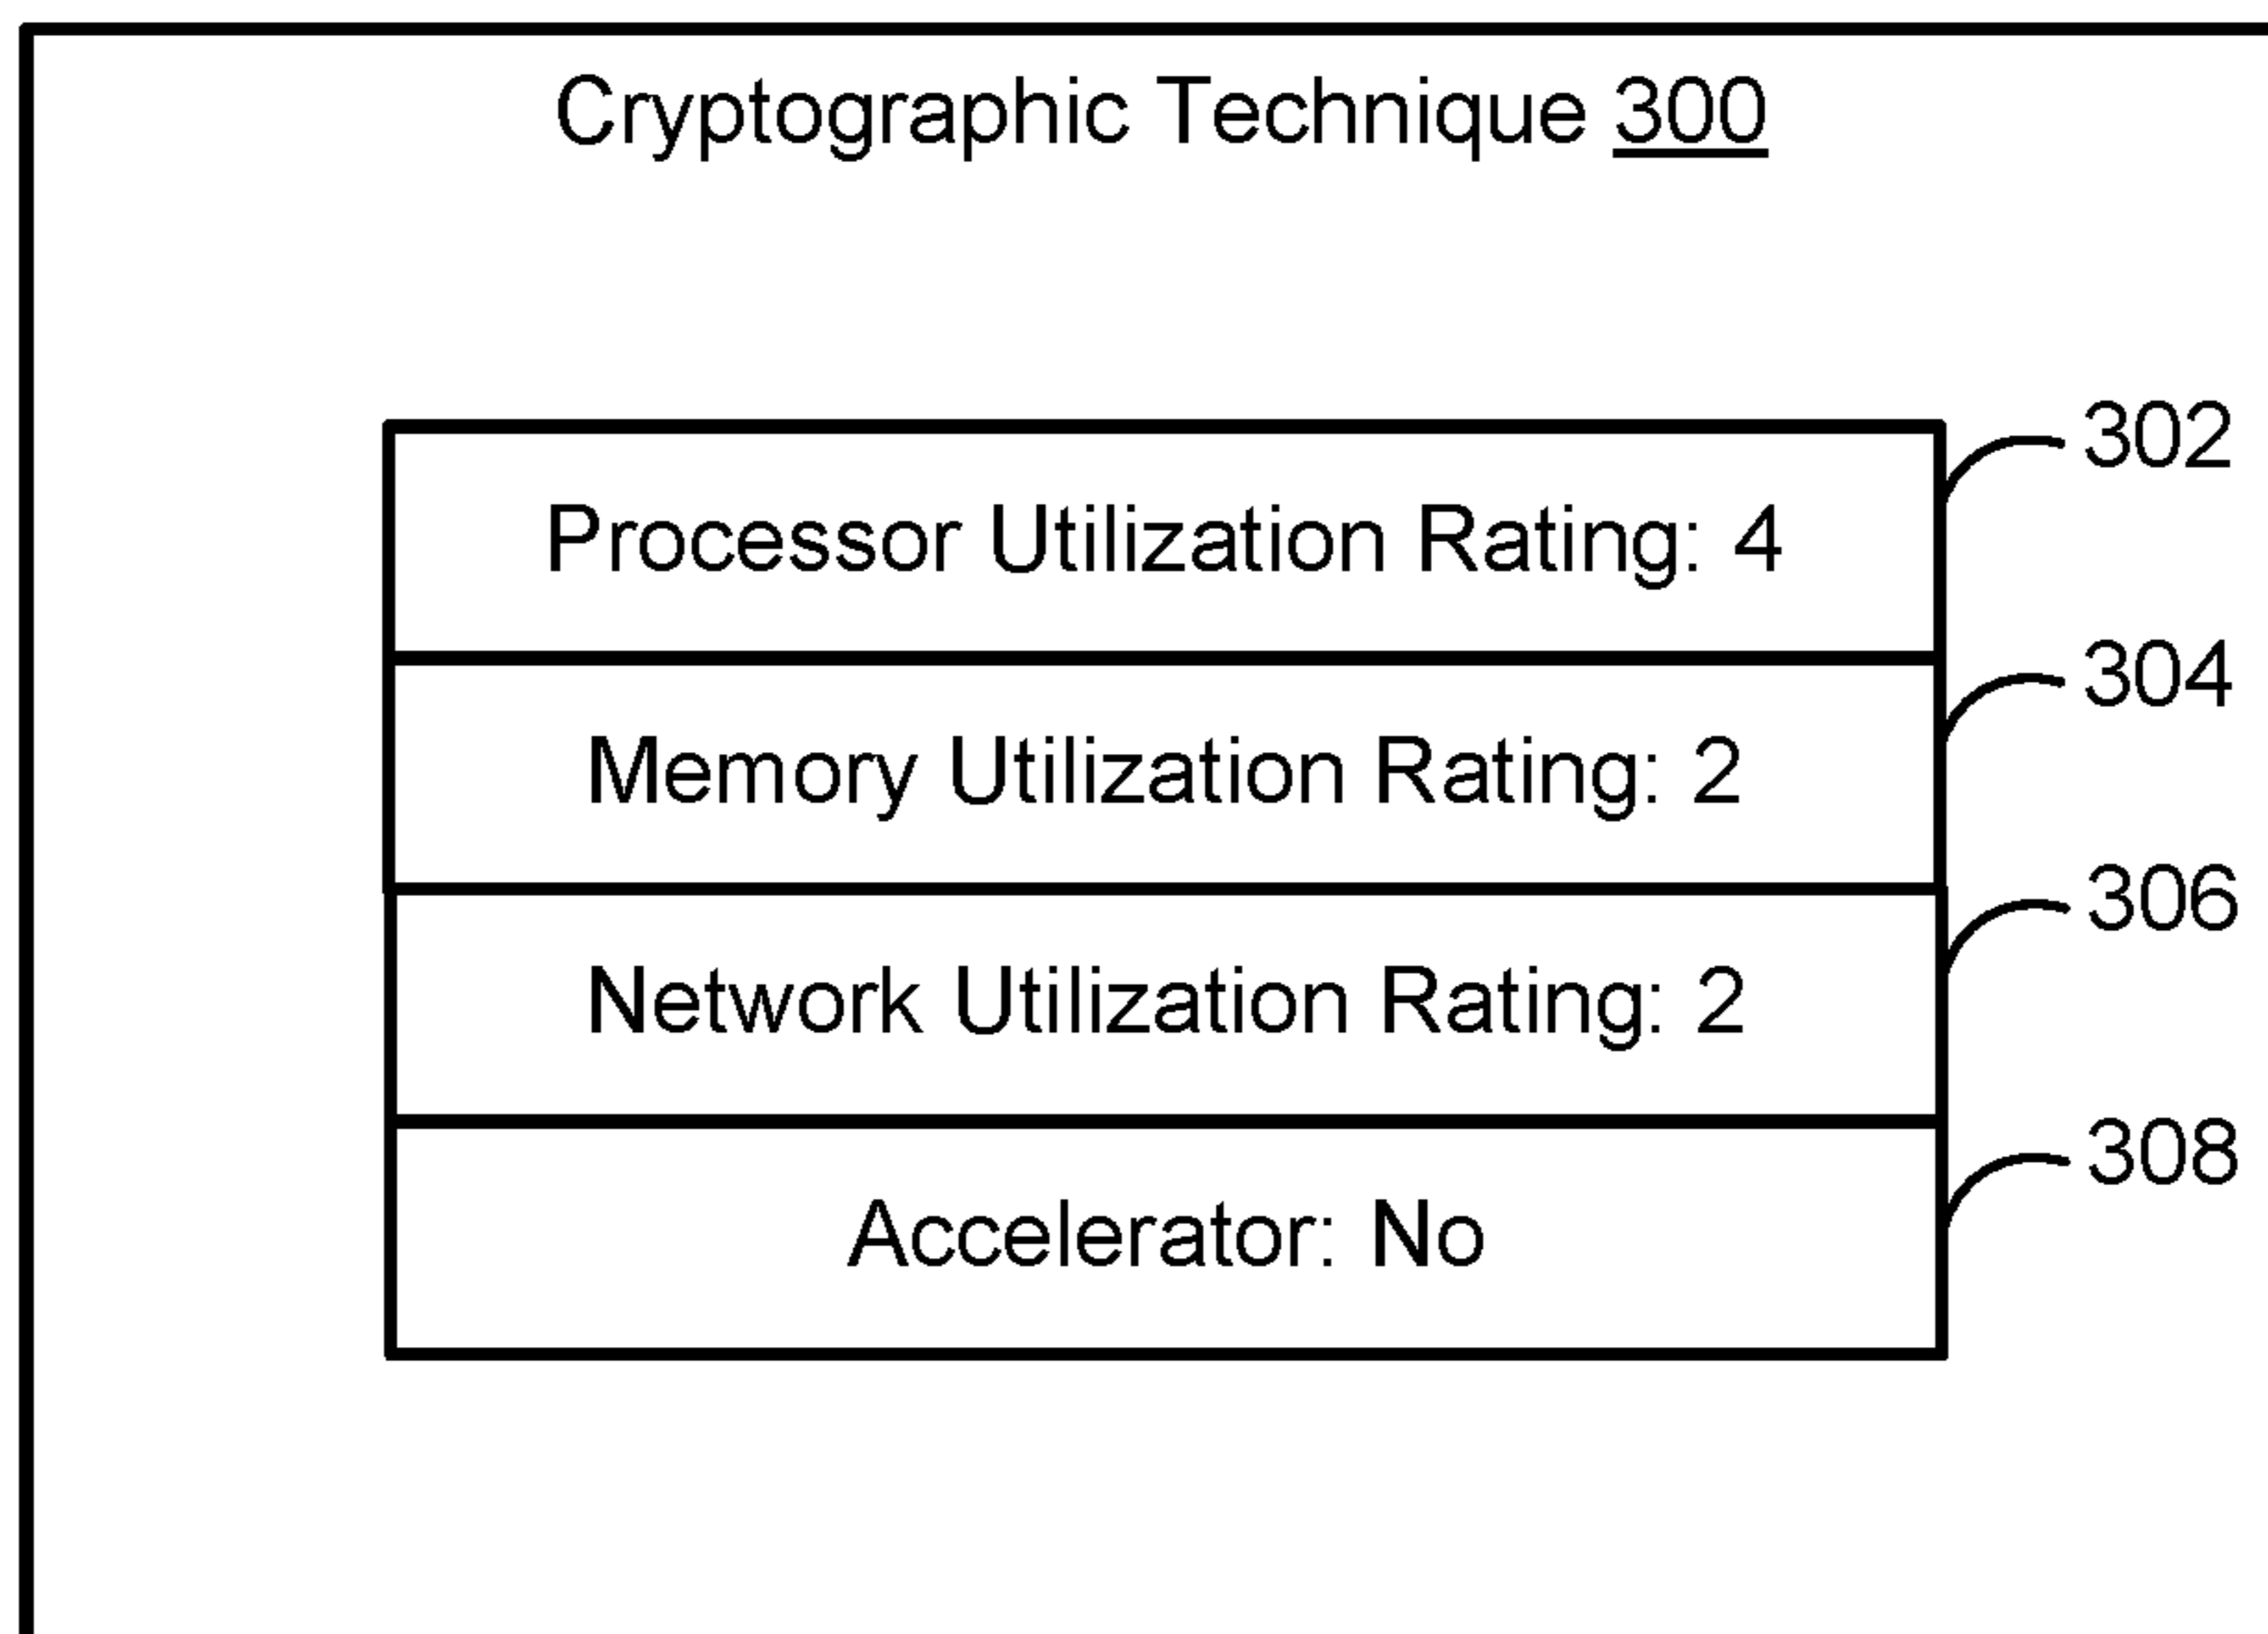 Cryptographic Technique 300
302
Processor Utilization Rating: 4
304
Memory Utilization Rating: 2
306
Network Utilization Rating: 2
308
Accelerator: No